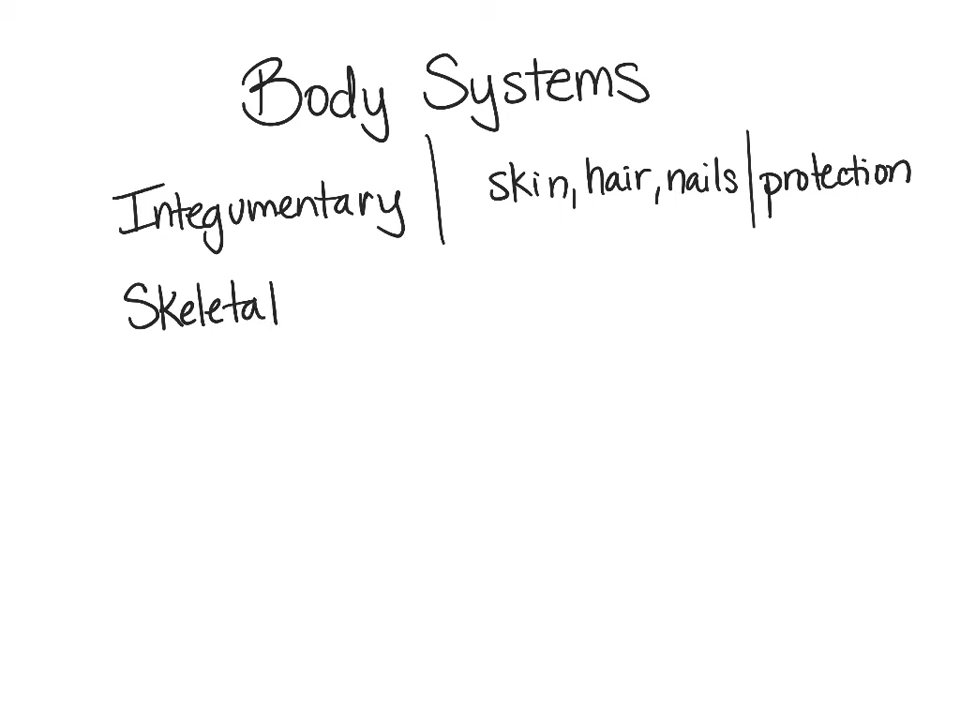 Body Systems
Integumentary | skin, hair, nails | protection
Skeletal